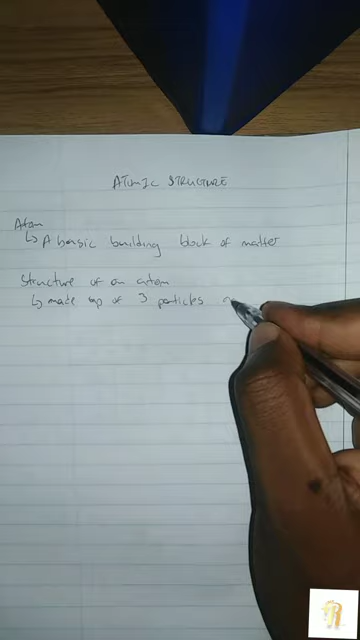 ATOMIC STRUCTURE
Atom
↳ A basic building block of matter
Structure of an atom
↳ made up of 3 particles